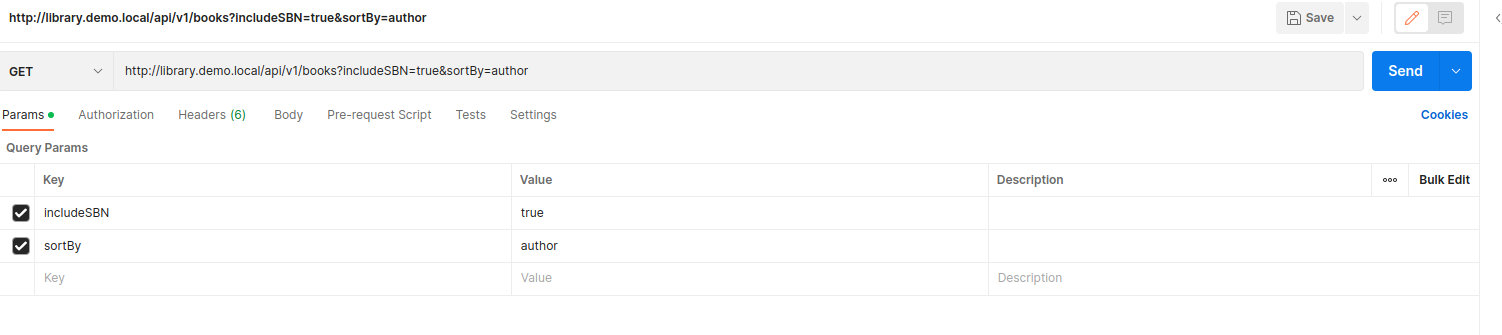 http://library.demo.local/api/v1/books?includeSBN=true&sortBy=author
Save
GET
http://library.demo.local/api/v1/books?includeSBN=true&sortBy=author
Send
Params Authorization Headers (6) Body Pre-request Script Tests Settings Cookies
Query Params
Key Value Description Bulk Edit
includeSBN true
sortBy author
Key Value Description